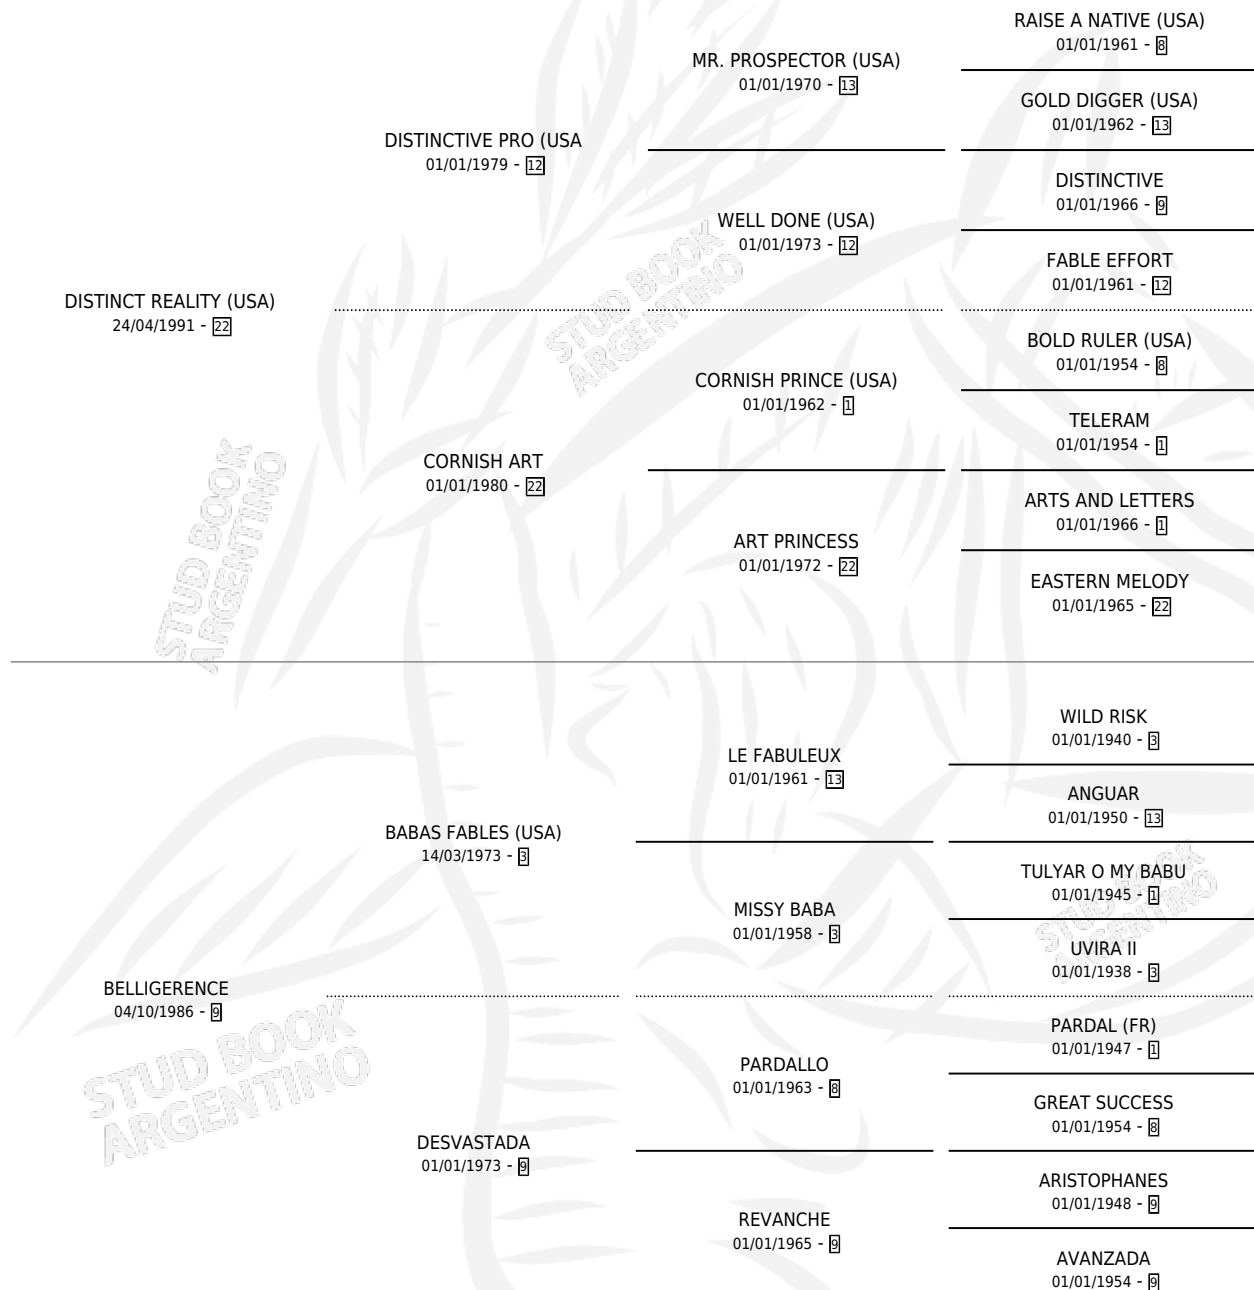 RAISE A NATIVE (USA)
01/01/1961 - 8
MR. PROSPECTOR (USA)
01/01/1970 - 13
GOLD DIGGER (USA)
01/01/1962 - 13
DISTINCTIVE PRO (USA
01/01/1979 - 12
DISTINCTIVE
01/01/1966 - 9
WELL DONE (USA)
01/01/1973 - 12
FABLE EFFORT
01/01/1961 - 12
DISTINCT REALITY (USA)
24/04/1991 - 22
BOLD RULER (USA)
01/01/1954 - 8
CORNISH PRINCE (USA)
01/01/1962 - 1
TELERAM
01/01/1954 - 1
CORNISH ART
01/01/1980 - 22
ARTS AND LETTERS
01/01/1966 - 1
ART PRINCESS
01/01/1972 - 22
EASTERN MELODY
01/01/1965 - 22
WILD RISK
01/01/1940 - 3
LE FABULEUX
01/01/1961 - 13
ANGUAR
01/01/1950 - 13
BABAS FABLES (USA)
14/03/1973 - 3
TULYAR O MY BABU
01/01/1945 - 1
MISSY BABA
01/01/1958 - 3
UVIRA II
01/01/1938 - 3
BELLIGERENCE
04/10/1986 - 9
PARDAL (FR)
01/01/1947 - 1
PARDALLO
01/01/1963 - 8
GREAT SUCCESS
01/01/1954 - 8
DESVASTADA
01/01/1973 - 9
ARISTOPHANES
01/01/1948 - 9
REVANCHE
01/01/1965 - 9
AVANZADA
01/01/1954 - 9
STUD BOOK
ARGENTINO
STUD BOOK
ARGENTINO
STUD BOOK
ARGENTINO
STUD BOOK
ARGENTINO